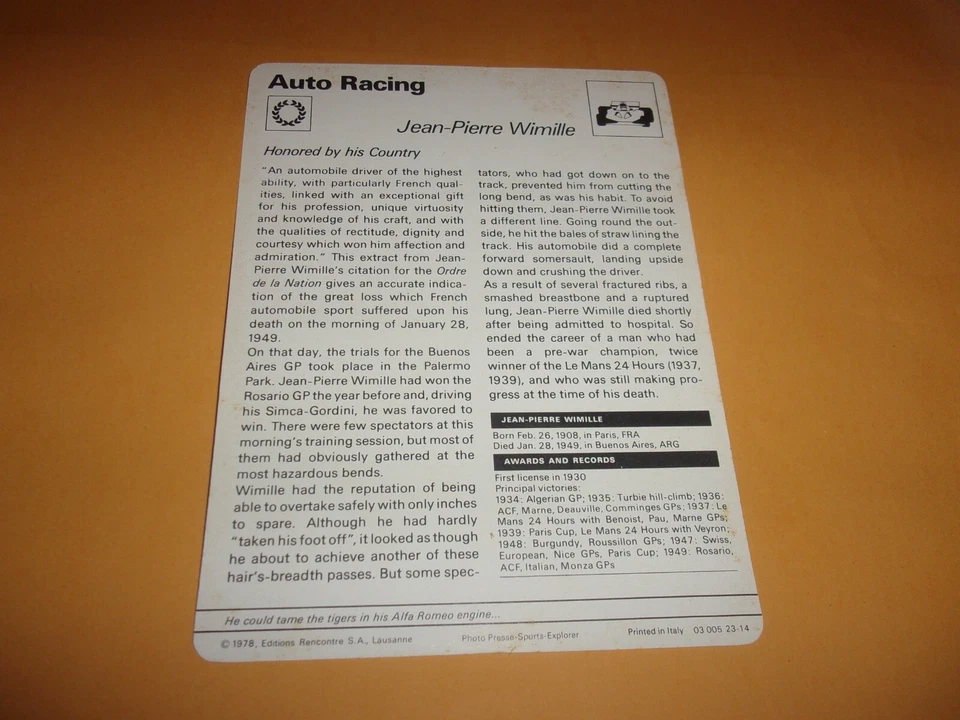 Auto Racing
Jean-Pierre Wimille
Honored by his Country
"An automobile driver of the highest
ability, with particularly French qual-
ities, linked with an exceptional gift
for his profession, unique virtuosity
and knowledge of his craft, and with
the qualities of rectitude, dignity and
courtesy which won him affection and
admiration." This extract from Jean-
Pierre Wimille's citation for the Ordre
de la Nation gives an accurate indica-
tion of the great loss which French
automobile sport suffered upon his
death on the morning of January 28,
1949.
On that day, the trials for the Buenos
Aires GP took place in the Palermo
Park. Jean-Pierre Wimille had won the
Rosario GP the year before and, driving
his Simca-Gordini, he was favored to
win. There were few spectators at this
morning's training session, but most of
them had obviously gathered at the
most hazardous bends.
Wimille had the reputation of being
able to overtake safely with only inches
to spare. Although he had hardly
"taken his foot off", it looked as though
he about to achieve another of these
hair's-breadth passes. But some spec-
tators, who had got down on to the
track, prevented him from cutting the
long bend, as was his habit. To avoid
hitting them, Jean-Pierre Wimille took
a different line. Going round the out-
side, he hit the bales of straw lining the
track. His automobile did a complete
forward somersault, landing upside
down and crushing the driver.
As a result of several fractured ribs, a
smashed breastbone and a ruptured
lung, Jean-Pierre Wimille died shortly
after being admitted to hospital. So
ended the career of a man who had
been a pre-war champion, twice
winner of the Le Mans 24 Hours (1937,
1939), and who was still making pro-
gress at the time of his death.
JEAN-PIERRE WIMILLE
Born Feb. 26, 1908, in Paris, FRA
Died Jan. 28, 1949, in Buenos Aires, ARG
AWARDS AND RECORDS
First license in 1930
Principal victories:
1934: Algerian GP; 1935: Turbie hill-climb; 1936:
ACF, Marne, Deauville, Comminges GPs; 1937: Le
Mans 24 Hours with Benoist, Pau, Marne GPs;
1939: Paris Cup, Le Mans 24 Hours with Veyron;
1948: Burgundy, Roussillon GPs; 1947: Swiss,
European, Nice GPs, Paris Cup; 1949: Rosario,
ACF, Italian, Monza GPs
He could tame the tigers in his Alfa Romeo engine...
© 1978, Editions Rencontre S.A., Lausanne Photo Presse-Sports-Explorer Printed in Italy 03 005 23-14